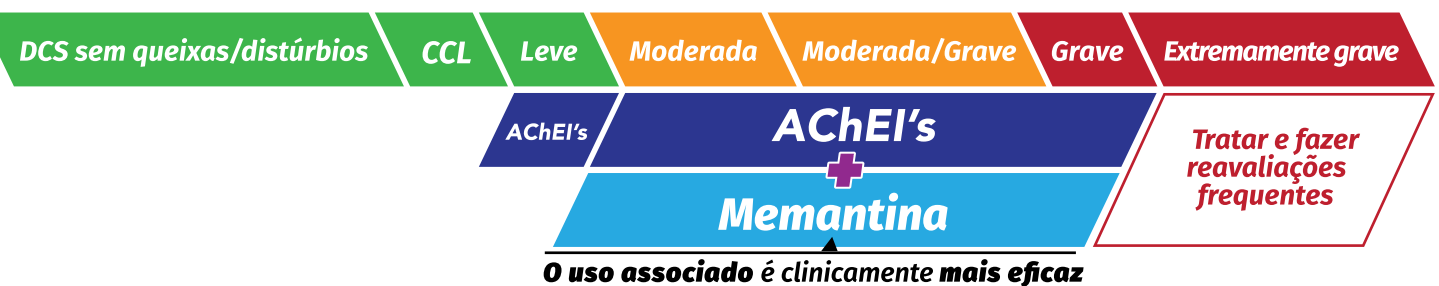 DCS sem queixas/distúrbios CCL Leve Moderada Moderada/Grave Grave Extremamente grave
AChEI's AChEI's
+
Memantina
Tratar e fazer
reavaliações
frequentes
O uso associado é clinicamente mais eficaz